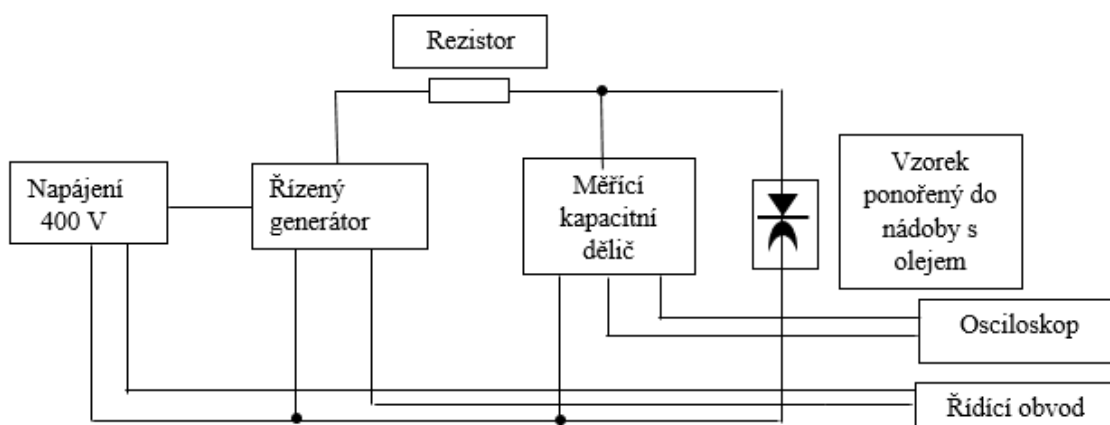 Rezistor
Napájení
400 V
Řízený
generátor
Měřící
kapacitní
dělič
Vzorek
ponořený do
nádoby s
olejem
Osciloskop
Řídící obvod